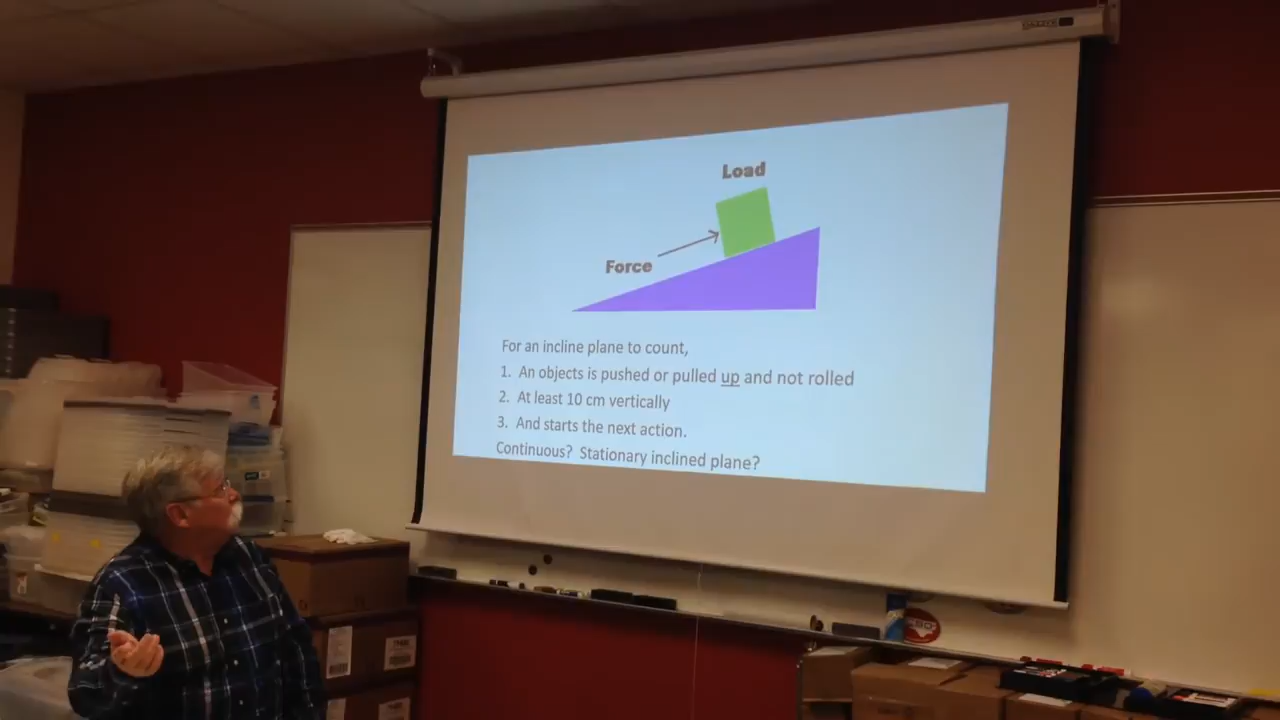 Load
Force
For an incline plane to count,
1. An objects is pushed or pulled up and not rolled
2. At least 10 cm vertically
3. And starts the next action.
Continuous? Stationary inclined plane?